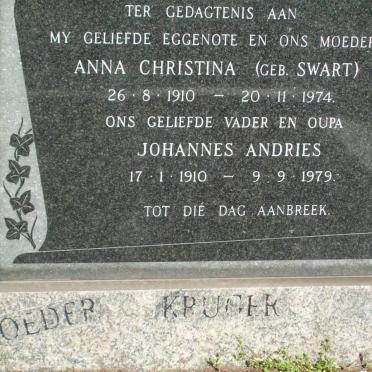 TER GEDAGTENIS AAN
MY GELIEFDE EGGENOTE EN ONS MOEDER
ANNA CHRISTINA (GEB. SWART)
26·8·1910 — 20·11·1974.
ONS GELIEFDE VADER EN OUPA
JOHANNES ANDRIES
17·1·1910 — 9·9·1979.
TOT DIÉ DAG AANBREEK.
OEDER KRUGER